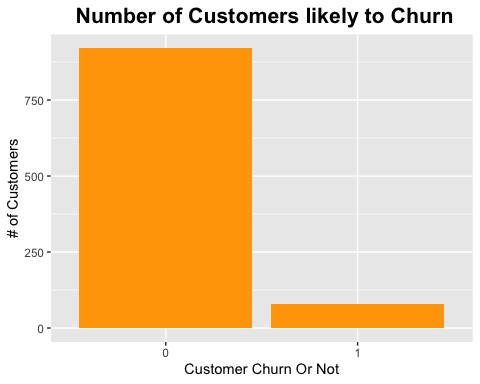 Number of Customers likely to Churn
# of Customers
750
500
250
0
0 1
Customer Churn Or Not